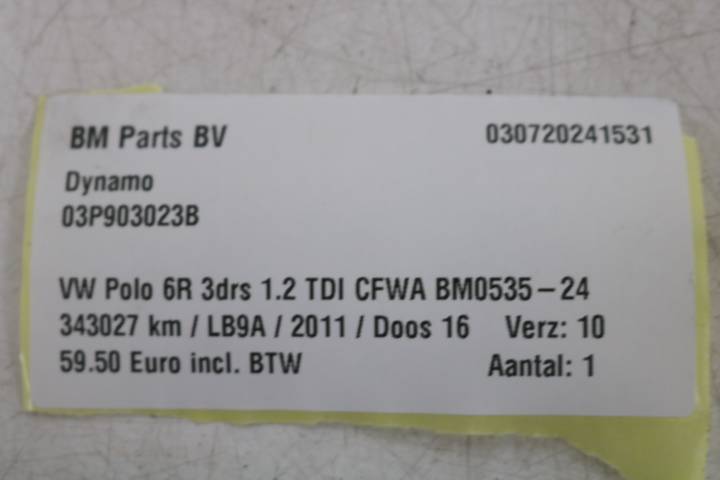 BM Parts BV 030720241531
Dynamo
03P903023B
VW Polo 6R 3drs 1.2 TDI CFWA BM0535-24
343027 km / LB9A / 2011 / Doos 16 Verz: 10
59.50 Euro incl. BTW Aantal: 1